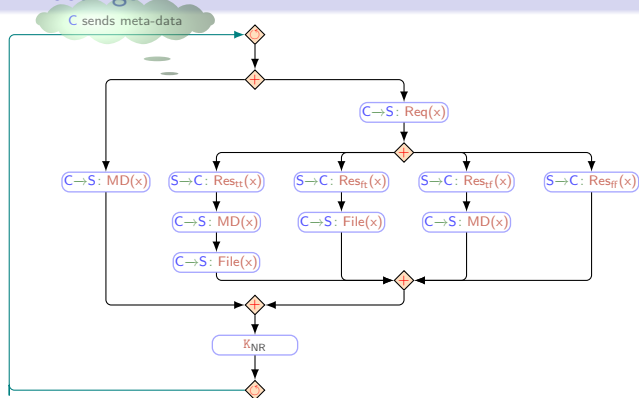 C sends meta-data
+
C→S: Req(x)
+
C→S: MD(x)
S→C: Res_tt(x)
S→C: Res_ft(x)
S→C: Res_tf(x)
S→C: Res_ff(x)
C→S: MD(x)
C→S: File(x)
C→S: MD(x)
C→S: File(x)
+
+
K_NR